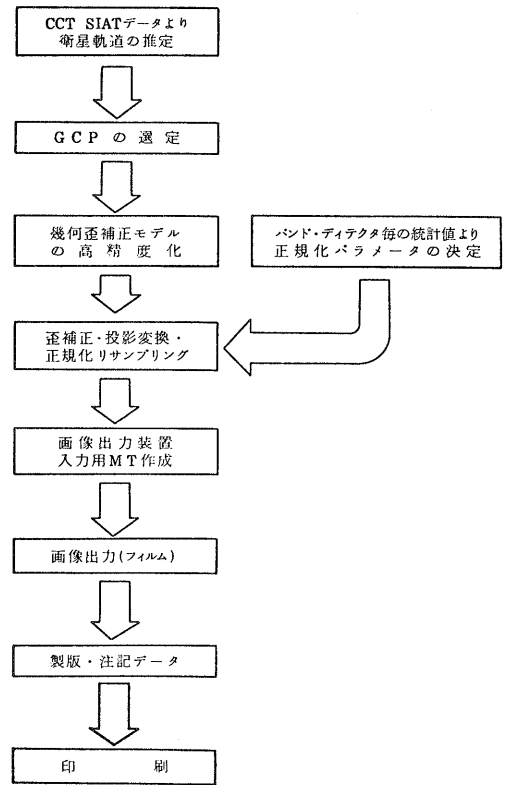 CCT SIATデータより
衛星軌道の推定
GCPの選定
幾何歪補正モデル
の高精度化
バンド・ディテクタ毎の統計値より
正規化パラメータの決定
歪補正・投影変換・
正規化リサンプリング
画像出力装置
入力用MT作成
画像出力(フィルム)
製版・注記データ
印刷